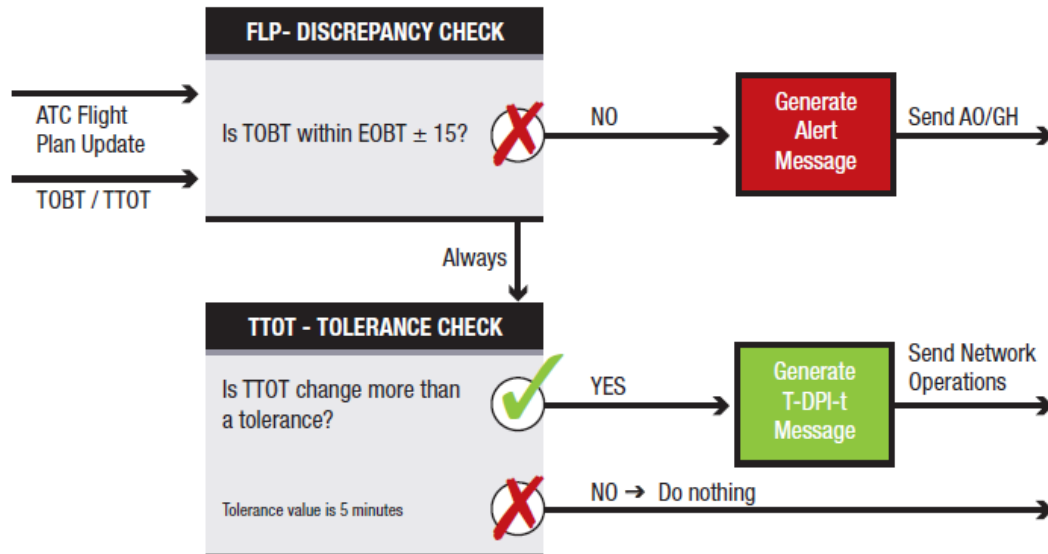 FLP- DISCREPANCY CHECK
ATC Flight
Plan Update
TOBT / TTOT
Is TOBT within EOBT ± 15?
NO
Generate
Alert
Message
Send AO/GH
Always
TTOT - TOLERANCE CHECK
Is TTOT change more than
a tolerance?
YES
Generate
T-DPI-t
Message
Send Network
Operations
Tolerance value is 5 minutes
NO → Do nothing